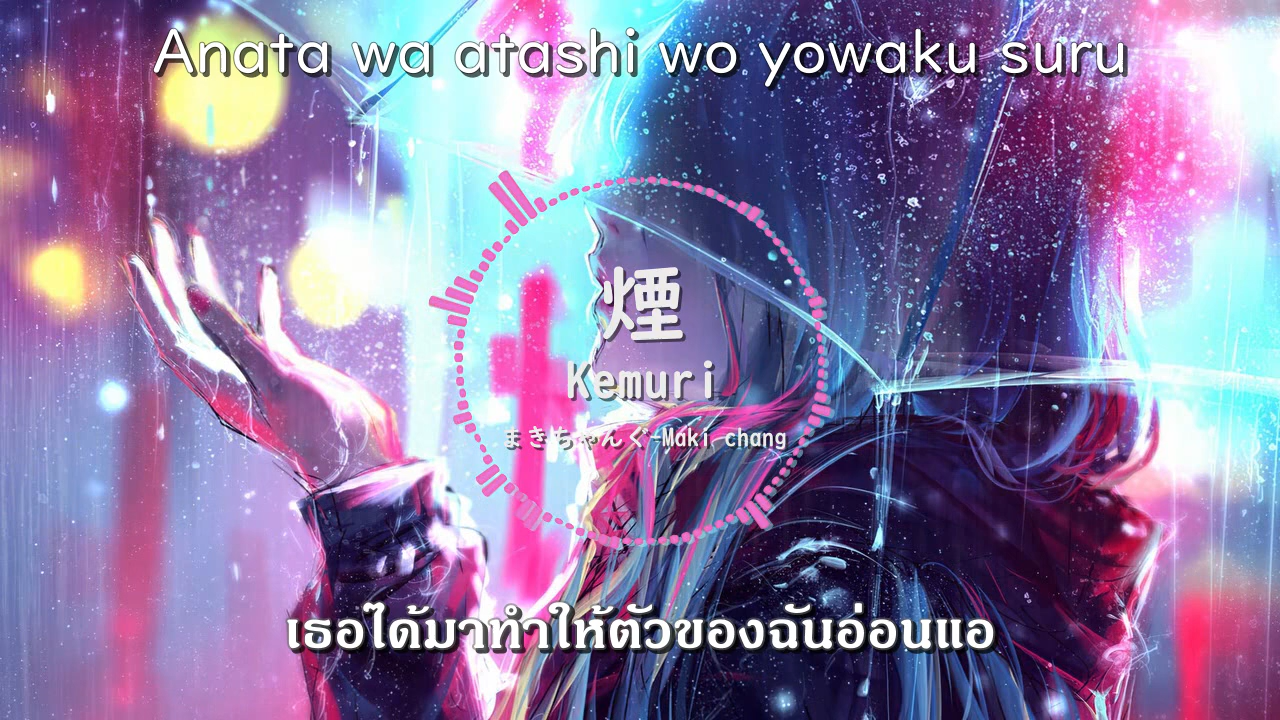 Anata wa atashi wo yowaku suru
煙
Kemuri
まきちゃんぐ-Maki chang
เธอได้มาทำให้ตัวของฉันอ่อนแอ